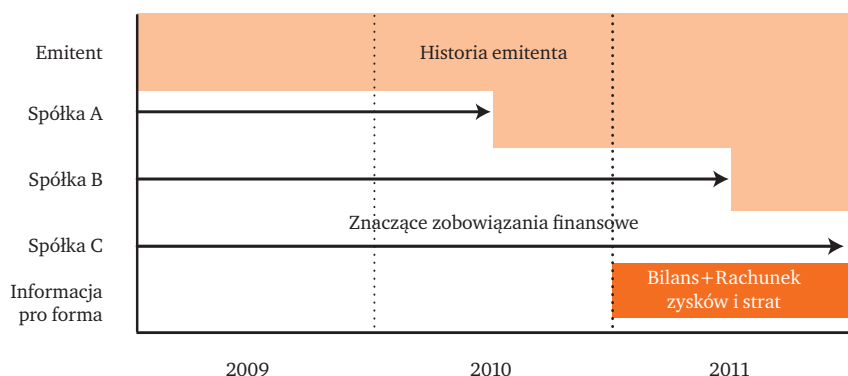 Emitent
Historia emitenta
Spółka A
Spółka B
Znaczące zobowiązania finansowe
Spółka C
Informacja
pro forma
Bilans+Rachunek
zysków i strat
2009
2010
2011